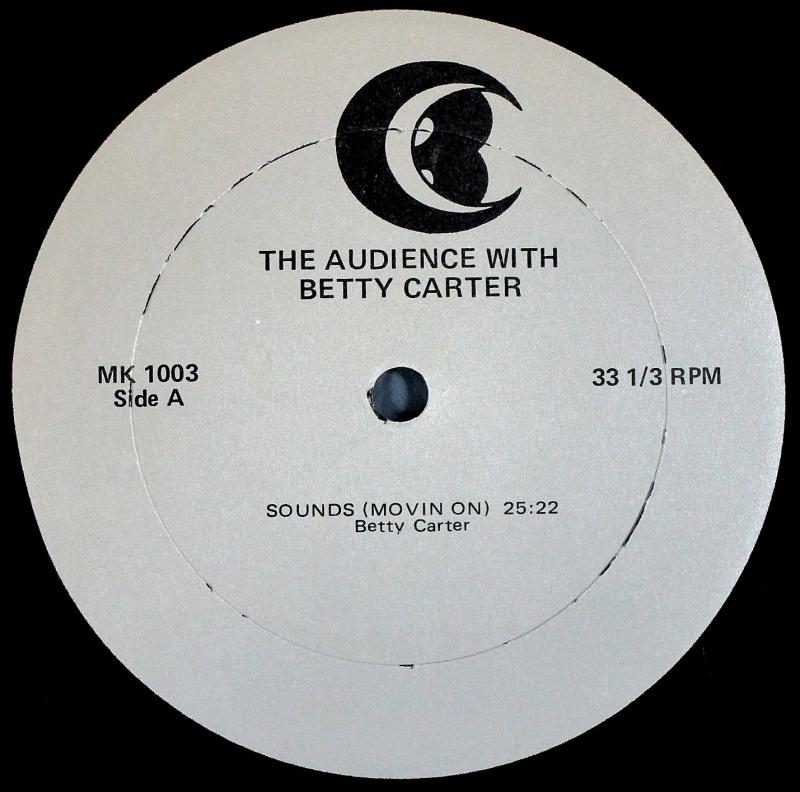 THE AUDIENCE WITH
BETTY CARTER
MK 1003
Side A
33 1/3 RPM
SOUNDS (MOVIN ON) 25:22
Betty Carter